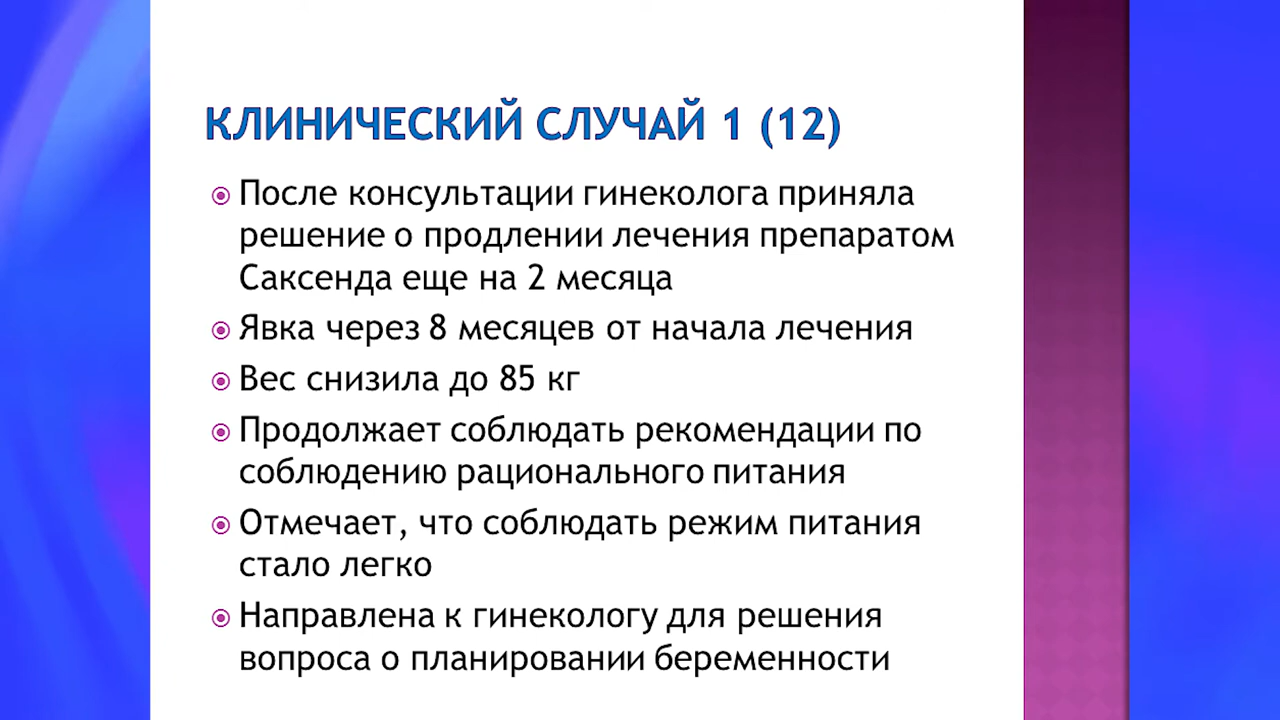 КЛИНИЧЕСКИЙ СЛУЧАЙ 1 (12)
После консультации гинеколога приняла
решение о продлении лечения препаратом
Саксенда еще на 2 месяца
Явка через 8 месяцев от начала лечения
Вес снизила до 85 кг
Продолжает соблюдать рекомендации по
соблюдению рационального питания
Отмечает, что соблюдать режим питания
стало легко
Направлена к гинекологу для решения
вопроса о планировании беременности